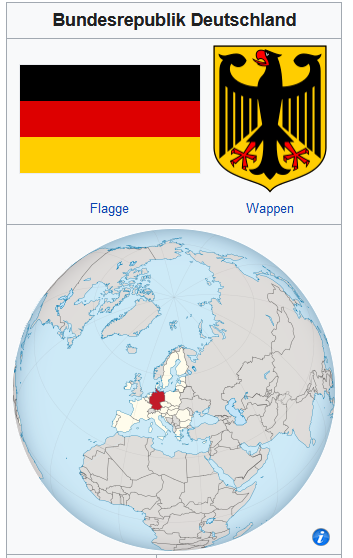 Bundesrepublik Deutschland
Flagge
Wappen
i